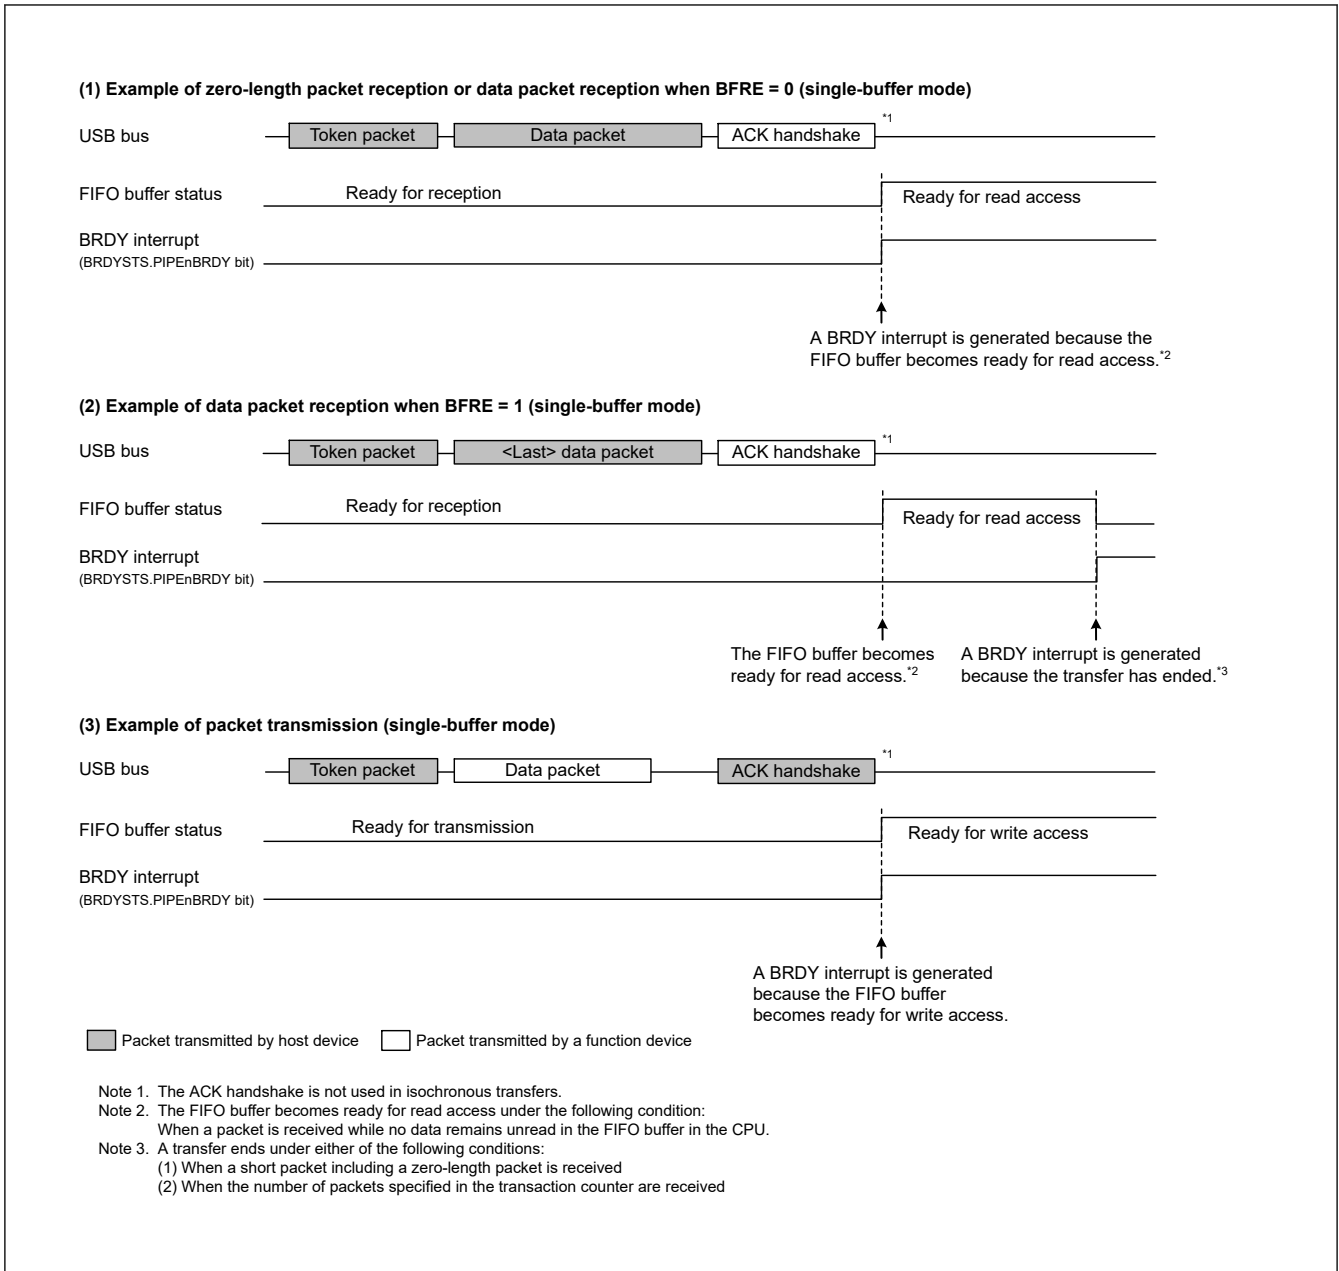 (1) Example of zero-length packet reception or data packet reception when BFRE = 0 (single-buffer mode)
USB bus
Token packet
Data packet
ACK handshake
*1
FIFO buffer status
Ready for reception
Ready for read access
BRDY interrupt
(BRDYSTS.PIPEnBRDY bit)
A BRDY interrupt is generated because the
FIFO buffer becomes ready for read access.*2
(2) Example of data packet reception when BFRE = 1 (single-buffer mode)
USB bus
Token packet
<Last> data packet
ACK handshake
*1
FIFO buffer status
Ready for reception
Ready for read access
BRDY interrupt
(BRDYSTS.PIPEnBRDY bit)
The FIFO buffer becomes
ready for read access.*2
A BRDY interrupt is generated
because the transfer has ended.*3
(3) Example of packet transmission (single-buffer mode)
USB bus
Token packet
Data packet
ACK handshake
*1
FIFO buffer status
Ready for transmission
Ready for write access
BRDY interrupt
(BRDYSTS.PIPEnBRDY bit)
A BRDY interrupt is generated
because the FIFO buffer
becomes ready for write access.
Packet transmitted by host device
Packet transmitted by a function device
Note 1. The ACK handshake is not used in isochronous transfers.
Note 2. The FIFO buffer becomes ready for read access under the following condition:
When a packet is received while no data remains unread in the FIFO buffer in the CPU.
Note 3. A transfer ends under either of the following conditions:
(1) When a short packet including a zero-length packet is received
(2) When the number of packets specified in the transaction counter are received